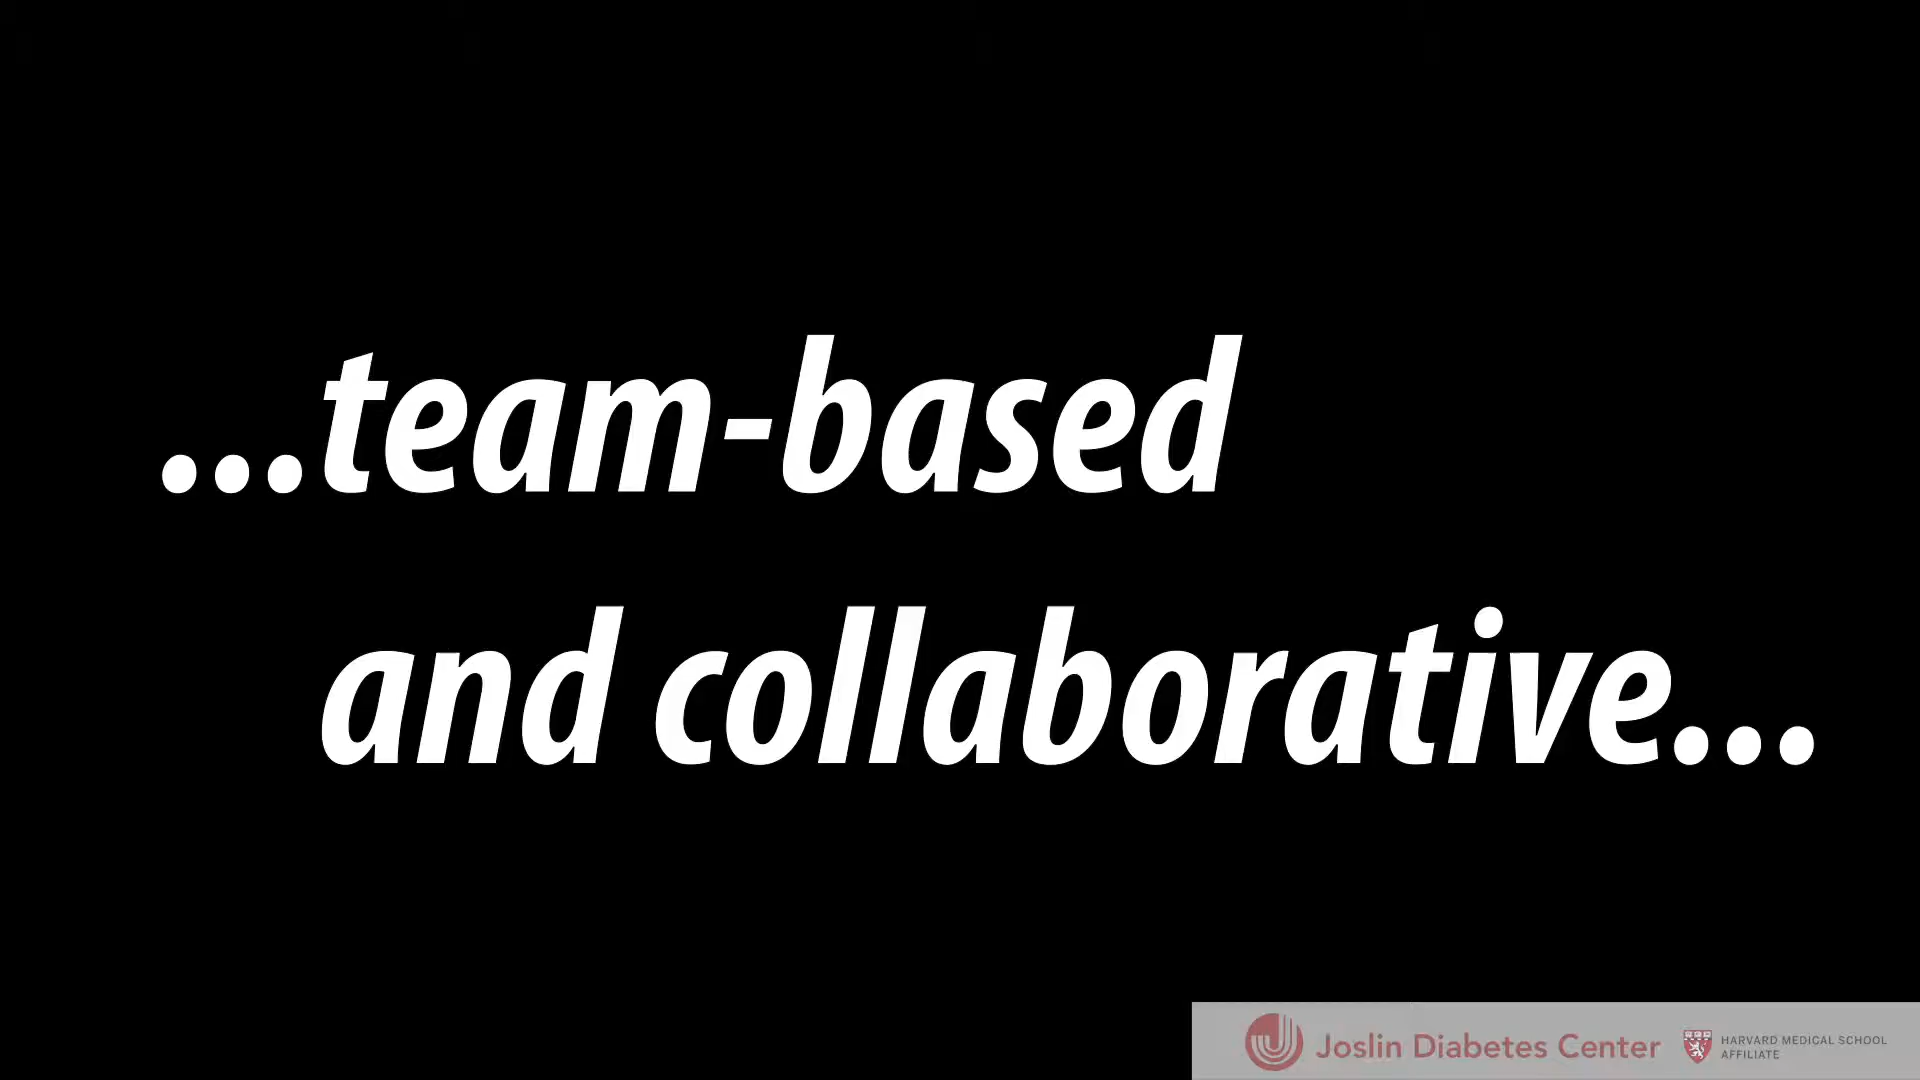 ...team-based
and collaborative...
Joslin Diabetes Center
HARVARD MEDICAL SCHOOL
AFFILIATE